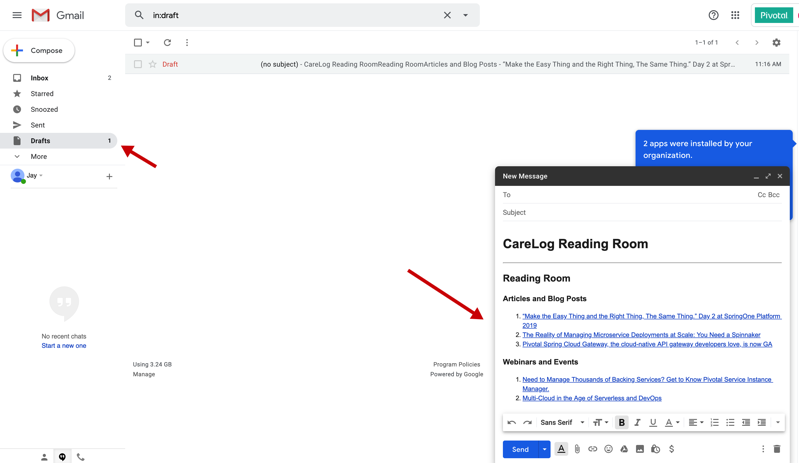 Gmail
in:draft
Pivotal
Compose
1–1 of 1
Draft
(no subject) - CareLog Reading RoomReading RoomArticles and Blog Posts - "Make the Easy Thing and the Right Thing, The Same Thing." Day 2 at Spr...
11:16 AM
Inbox
2
Starred
Snoozed
Sent
Drafts
1
More
Jay
No recent chats
Start a new one
Using 3.24 GB
Manage
Program Policies
Powered by Google
2 apps were installed by your
organization.
New Message
To
Cc Bcc
Subject
CareLog Reading Room
Reading Room
Articles and Blog Posts
1. "Make the Easy Thing and the Right Thing, The Same Thing." Day 2 at SpringOne Platform
2019
2. The Reality of Managing Microservice Deployments at Scale: You Need a Spinnaker
3. Pivotal Spring Cloud Gateway, the cloud-native API gateway developers love, is now GA
Webinars and Events
1. Need to Manage Thousands of Backing Services? Get to Know Pivotal Service Instance
Manager.
2. Multi-Cloud in the Age of Serverless and DevOps
Sans Serif
B I U A
Send